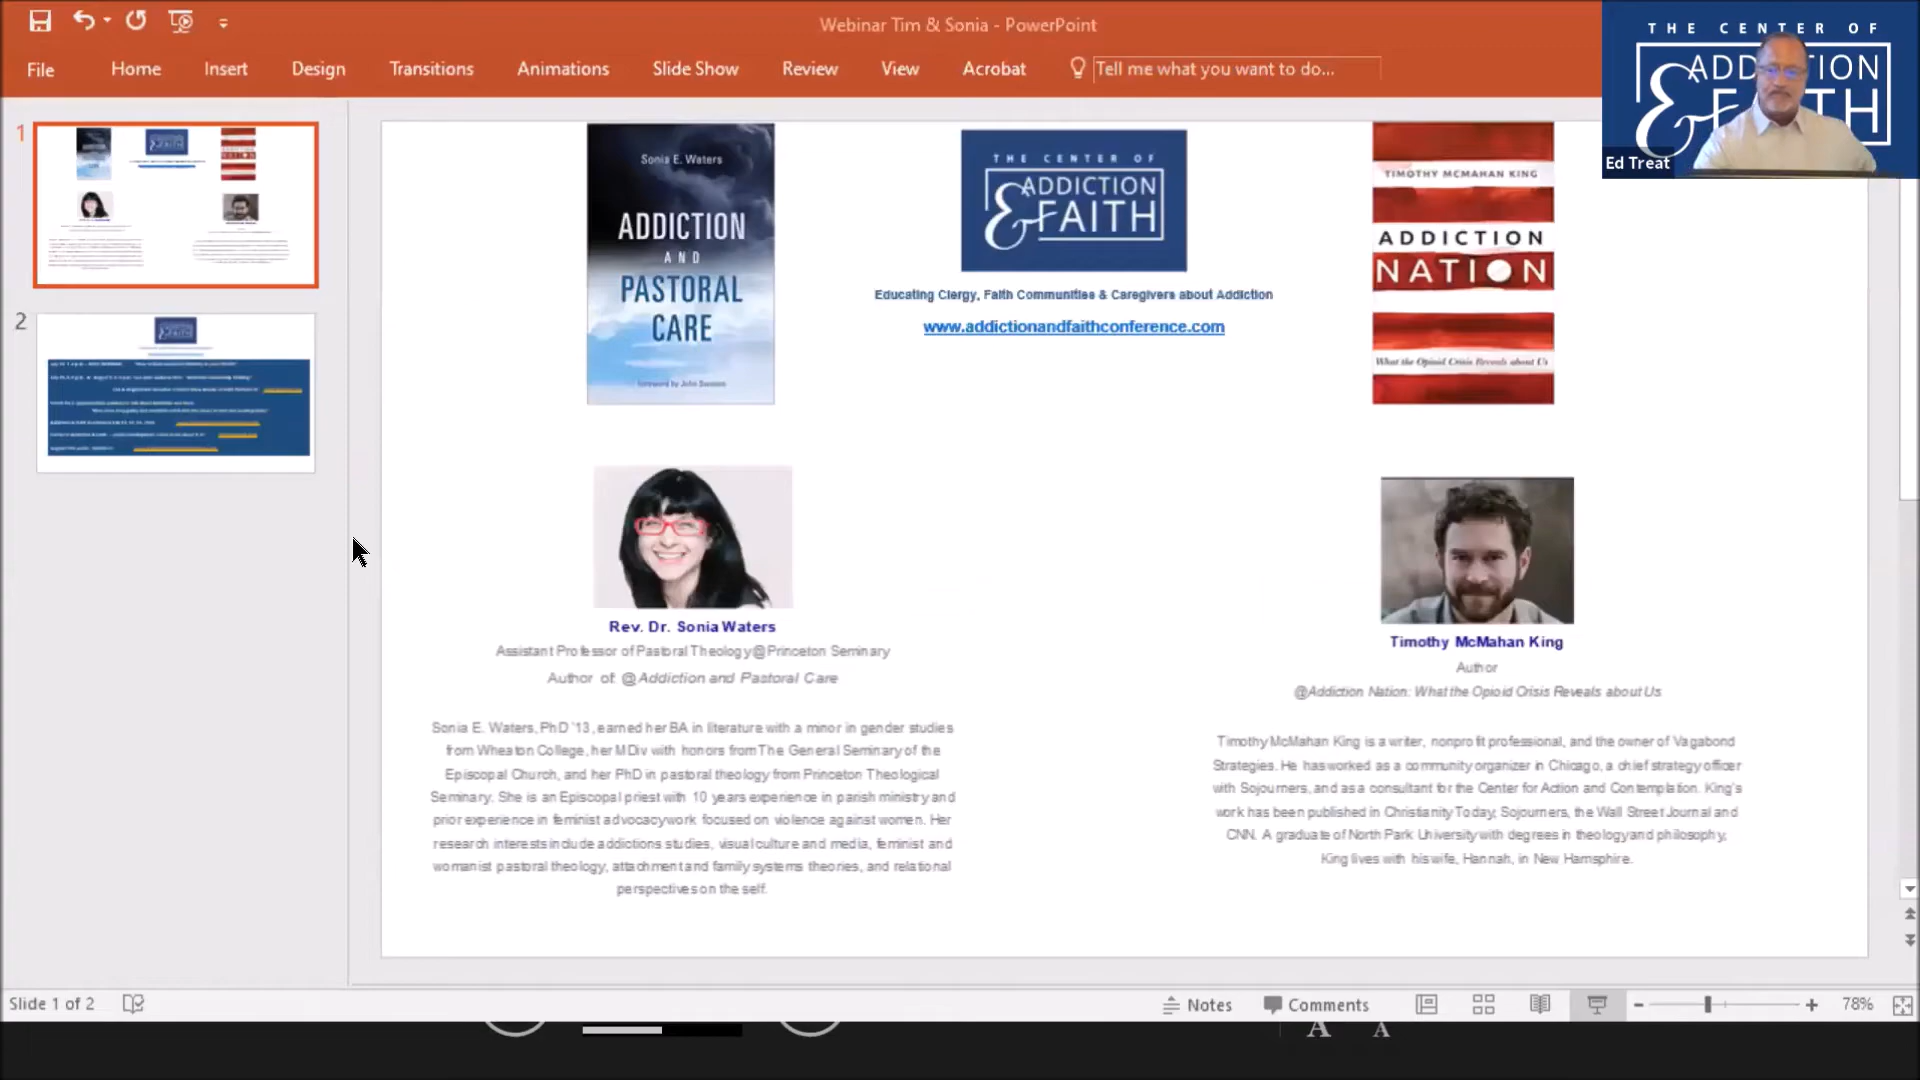 Webinar Tim & Sonia - PowerPoint
File Home Insert Design Transitions Animations Slide Show Review View Acrobat Tell me what you want to do...
THE CENTER OF
ADDICTION
& FAITH
Ed Treat
1
2
Sonia E. Waters
ADDICTION
AND
PASTORAL
CARE
foreword by John Swinton
THE CENTER OF
ADDICTION
& FAITH
Educating Clergy, Faith Communities & Caregivers about Addiction
www.addictionandfaithconference.com
TIMOTHY MCMAHAN KING
ADDICTION
NATION
What the Opioid Crisis Reveals about Us
Rev. Dr. Sonia Waters
Assistant Professor of Pastoral Theology@Princeton Seminary
Author of: @Addiction and Pastoral Care
Sonia E. Waters, PhD '13, earned her BA in literature with a minor in gender studies
from Wheaton College, her MDiv with honors from The General Seminary of the
Episcopal Church, and her PhD in pastoral theology from Princeton Theological
Seminary. She is an Episcopal priest with 10 years experience in parish ministry and
prior experience in feminist advocacy work focused on violence against women. Her
research interests include addictions studies, visual culture and media, feminist and
womanist pastoral theology, attachment and family systems theories, and relational
perspectives on the self.
Timothy McMahan King
Author
@Addiction Nation: What the Opioid Crisis Reveals about Us
Timothy McMahan King is a writer, nonprofit professional, and the owner of Vagabond
Strategies. He has worked as a community organizer in Chicago, a chief strategy officer
with Sojourners, and as a consultant for the Center for Action and Contemplation. King's
work has been published in Christianity Today, Sojourners, the Wall Street Journal and
CNN. A graduate of North Park University with degrees in theology and philosophy,
King lives with his wife, Hannah, in New Hampshire.
Slide 1 of 2
Notes Comments 78%
A A